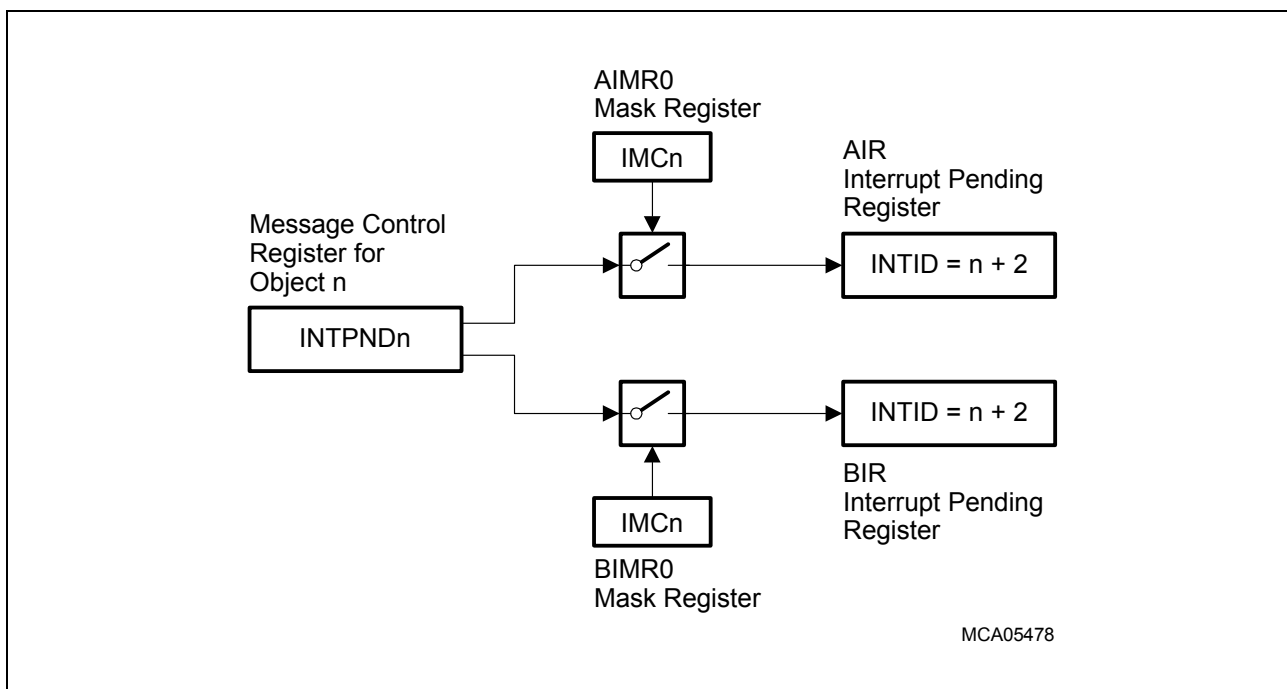 AIMR0
Mask Register
IMCn
AIR
Interrupt Pending
Register
INTID = n + 2
Message Control
Register for
Object n
INTPNDn
INTID = n + 2
BIR
Interrupt Pending
Register
IMCn
BIMR0
Mask Register
MCA05478